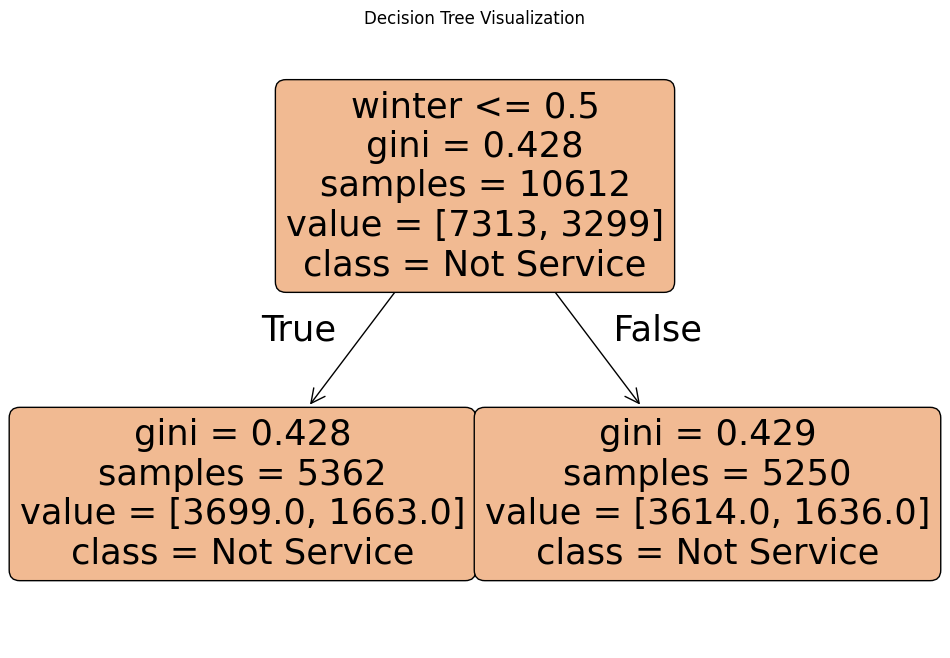 Decision Tree Visualization
winter <= 0.5
gini = 0.428
samples = 10612
value = [7313, 3299]
class = Not Service
True
False
gini = 0.428
samples = 5362
value = [3699.0, 1663.0]
class = Not Service
gini = 0.429
samples = 5250
value = [3614.0, 1636.0]
class = Not Service